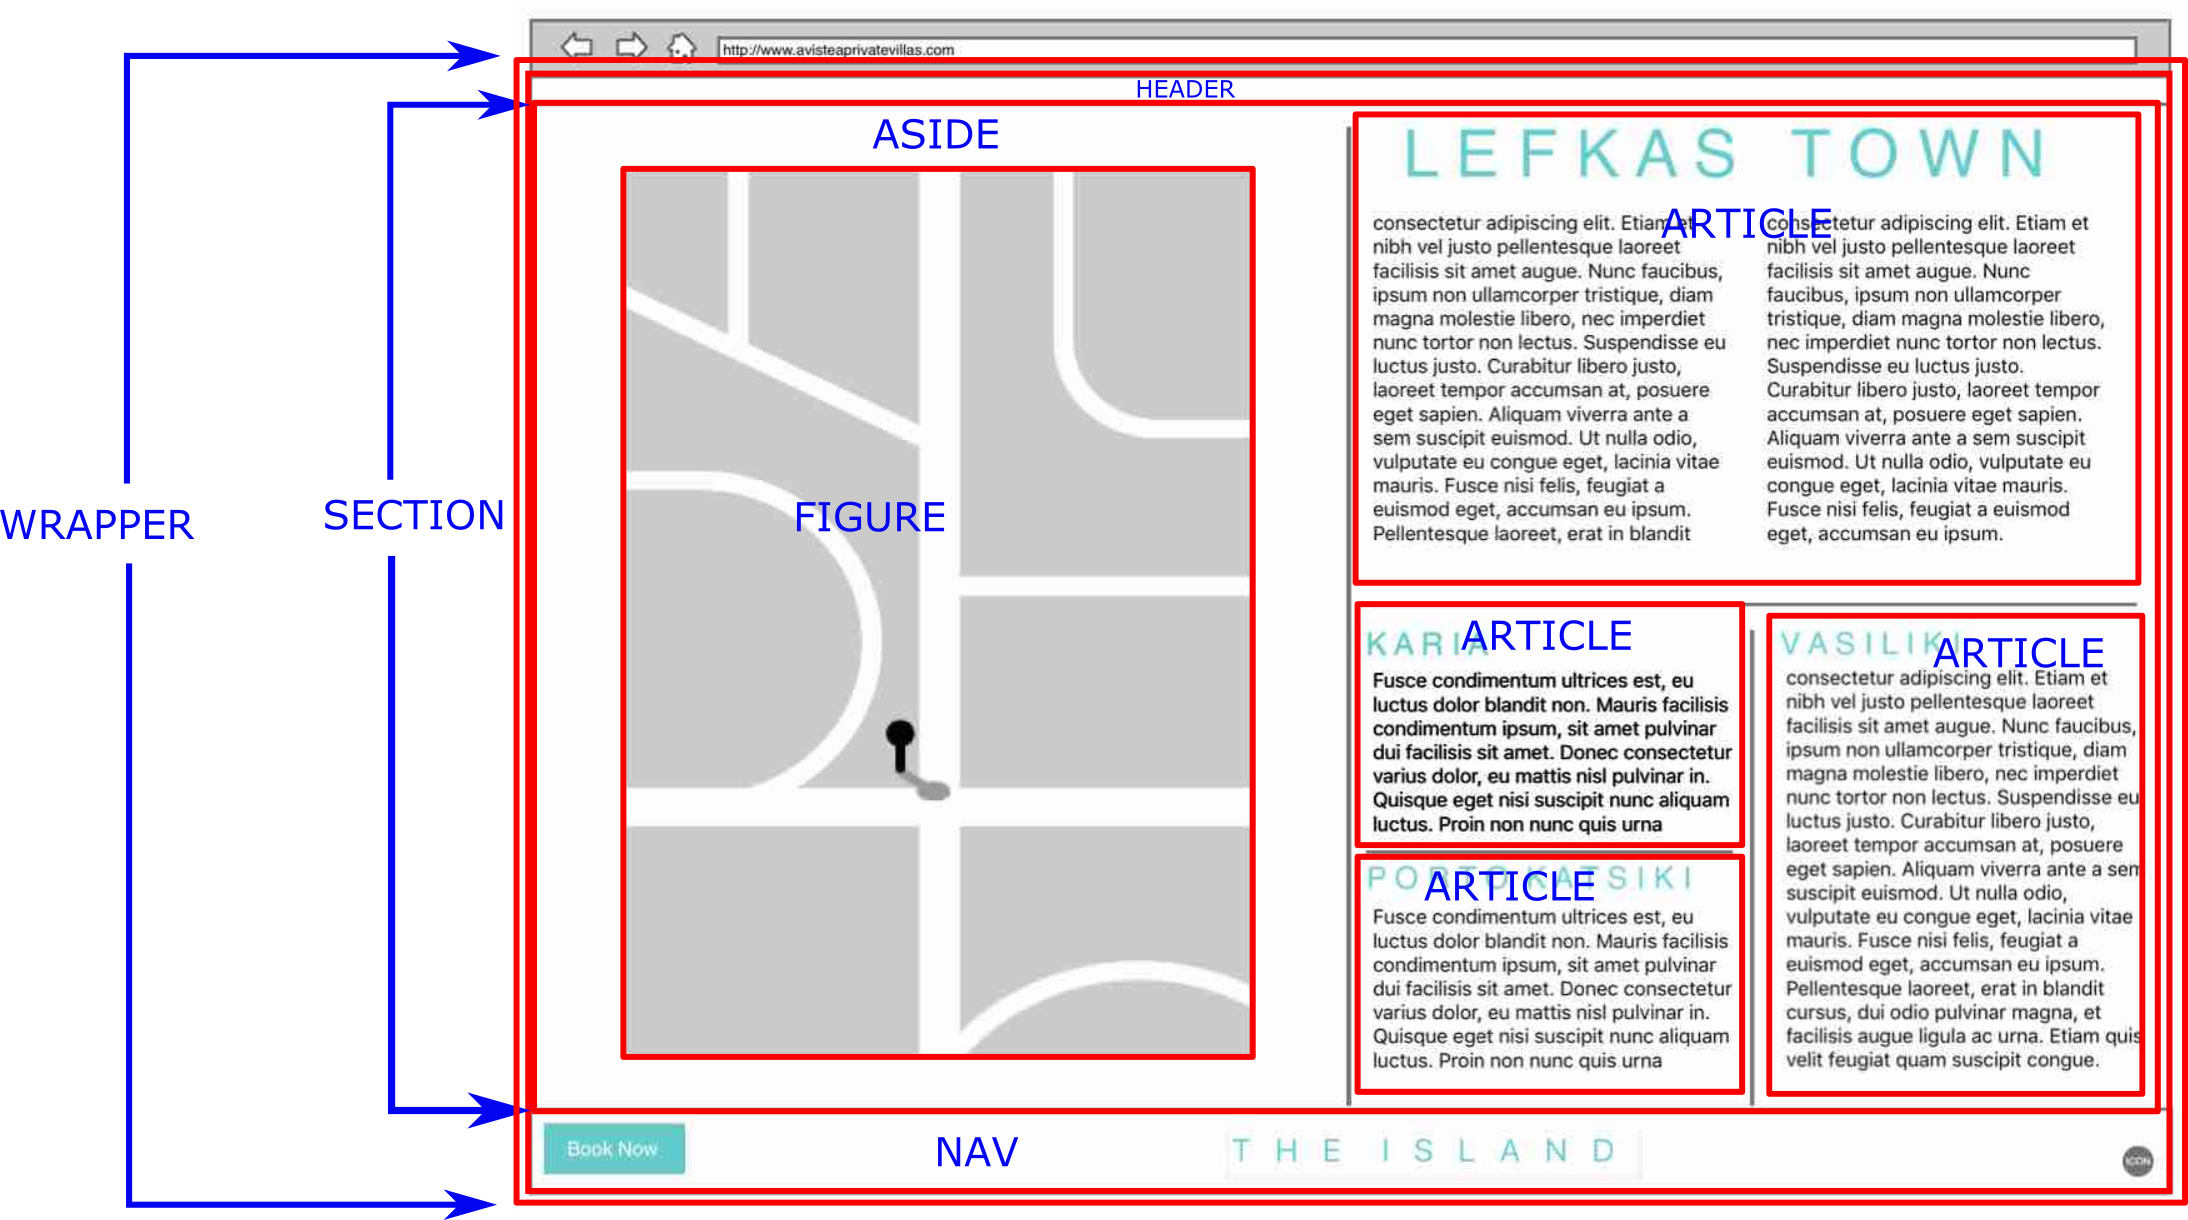 http://www.avisteaprivatevillas.com
HEADER
WRAPPER
SECTION
ASIDE
FIGURE
LEFKAS TOWN
ARTICLE
consectetur adipiscing elit. Etiam et
nibh vel justo pellentesque laoreet
facilisis sit amet augue. Nunc faucibus,
ipsum non ullamcorper tristique, diam
magna molestie libero, nec imperdiet
nunc tortor non lectus. Suspendisse eu
luctus justo. Curabitur libero justo,
laoreet tempor accumsan at, posuere
eget sapien. Aliquam viverra ante a
sem suscipit euismod. Ut nulla odio,
vulputate eu congue eget, lacinia vitae
mauris. Fusce nisi felis, feugiat a
euismod eget, accumsan eu ipsum.
Pellentesque laoreet, erat in blandit
consectetur adipiscing elit. Etiam et
nibh vel justo pellentesque laoreet
facilisis sit amet augue. Nunc
faucibus, ipsum non ullamcorper
tristique, diam magna molestie libero,
nec imperdiet nunc tortor non lectus.
Suspendisse eu luctus justo.
Curabitur libero justo, laoreet tempor
accumsan at, posuere eget sapien.
Aliquam viverra ante a sem suscipit
euismod. Ut nulla odio, vulputate eu
congue eget, lacinia vitae mauris.
Fusce nisi felis, feugiat a euismod
eget, accumsan eu ipsum.
KARIA
ARTICLE
Fusce condimentum ultrices est, eu
luctus dolor blandit non. Mauris facilisis
condimentum ipsum, sit amet pulvinar
dui facilisis sit amet. Donec consectetur
varius dolor, eu mattis nisl pulvinar in.
Quisque eget nisi suscipit nunc aliquam
luctus. Proin non nunc quis urna
PORTO KATSIKI
ARTICLE
Fusce condimentum ultrices est, eu
luctus dolor blandit non. Mauris facilisis
condimentum ipsum, sit amet pulvinar
dui facilisis sit amet. Donec consectetur
varius dolor, eu mattis nisl pulvinar in.
Quisque eget nisi suscipit nunc aliquam
luctus. Proin non nunc quis urna
VASILIKI
ARTICLE
consectetur adipiscing elit. Etiam et
nibh vel justo pellentesque laoreet
facilisis sit amet augue. Nunc faucibus,
ipsum non ullamcorper tristique, diam
magna molestie libero, nec imperdiet
nunc tortor non lectus. Suspendisse eu
luctus justo. Curabitur libero justo,
laoreet tempor accumsan at, posuere
eget sapien. Aliquam viverra ante a sem
suscipit euismod. Ut nulla odio,
vulputate eu congue eget, lacinia vitae
mauris. Fusce nisi felis, feugiat a
euismod eget, accumsan eu ipsum.
Pellentesque laoreet, erat in blandit
cursus, dui odio pulvinar magna, et
facilisis augue ligula ac urna. Etiam quis
velit feugiat quam suscipit congue.
Book Now
NAV
THE ISLAND
ICON